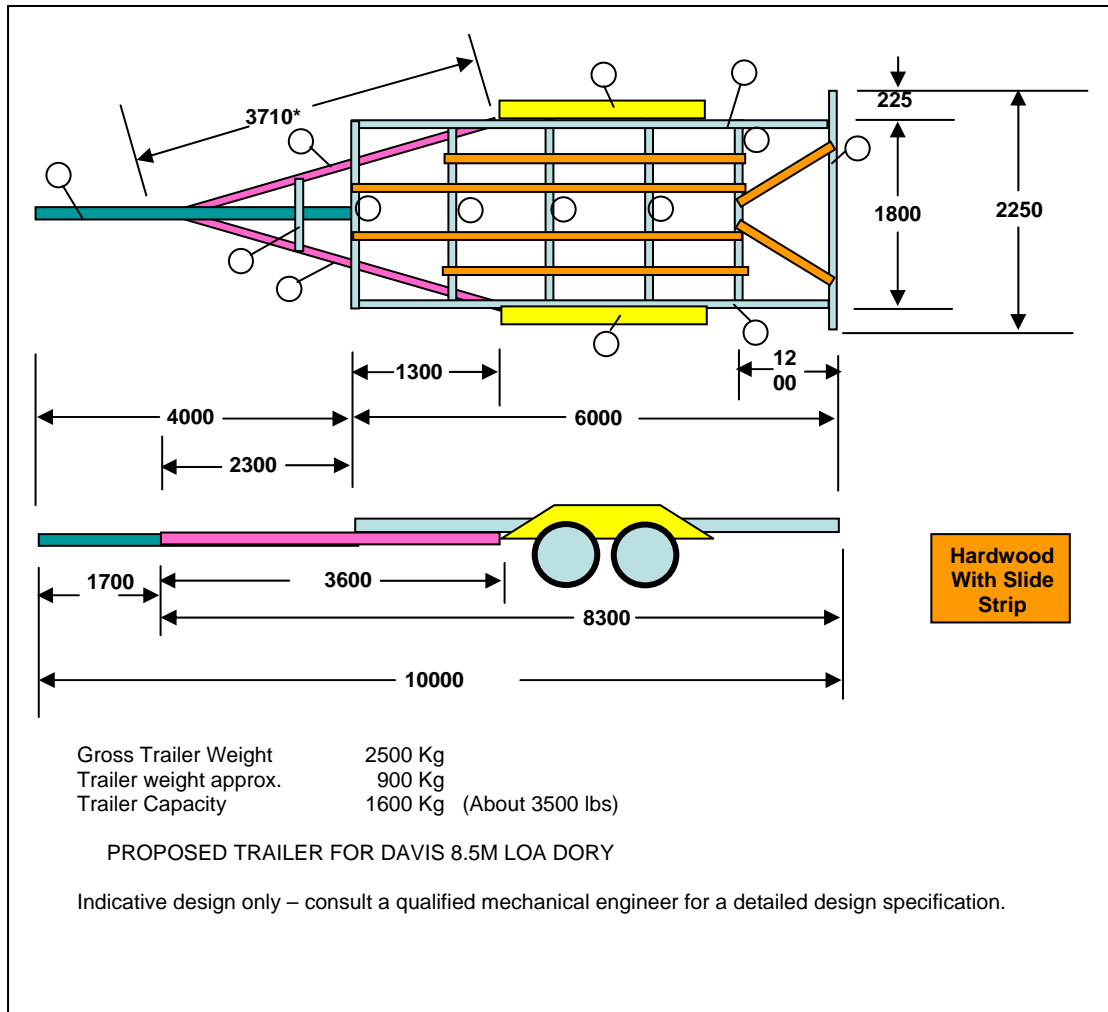 3710*
225
1800
2250
1300
12
00
4000
6000
2300
1700
3600
8300
10000
Hardwood
With Slide
Strip
Gross Trailer Weight 2500 Kg
Trailer weight approx. 900 Kg
Trailer Capacity 1600 Kg (About 3500 lbs)
PROPOSED TRAILER FOR DAVIS 8.5M LOA DORY
Indicative design only – consult a qualified mechanical engineer for a detailed design specification.